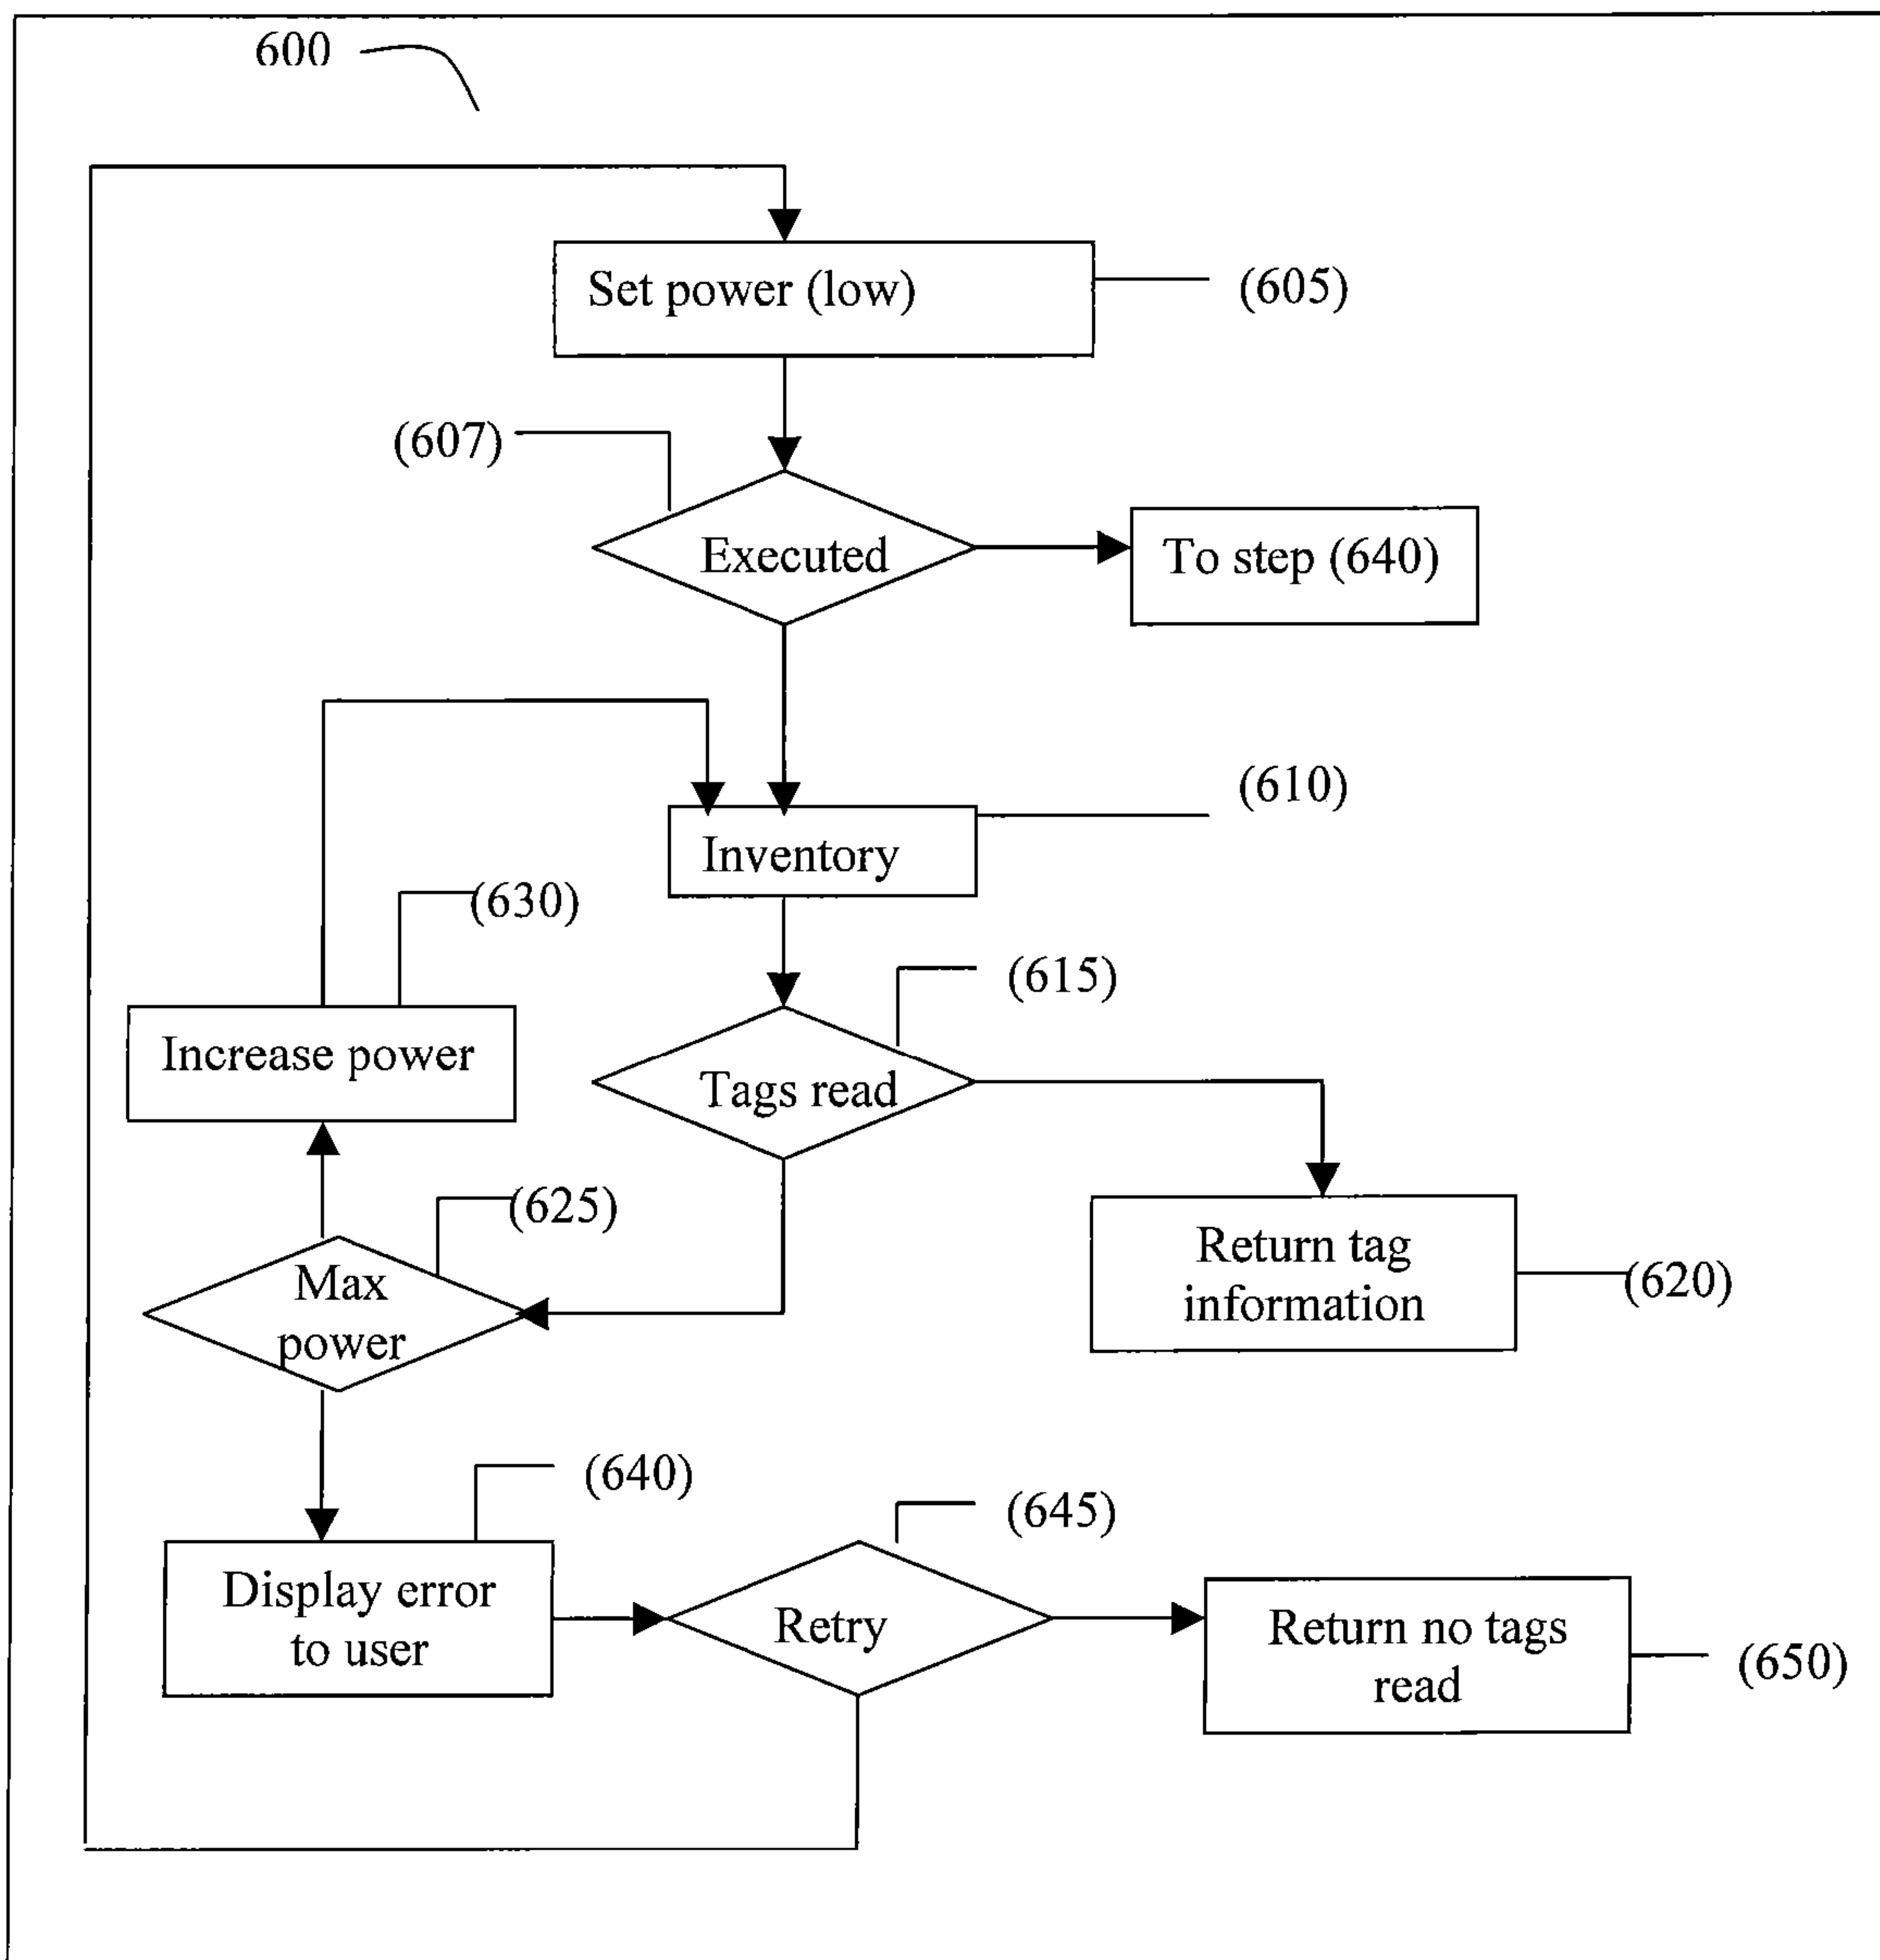 600
Set power (low)
(605)
(607)
Executed
To step (640)
(610)
Inventory
(630)
(615)
Increase power
Tags read
(625)
Return tag
information
(620)
Max
power
(640)
(645)
Display error
to user
Retry
Return no tags
read
(650)